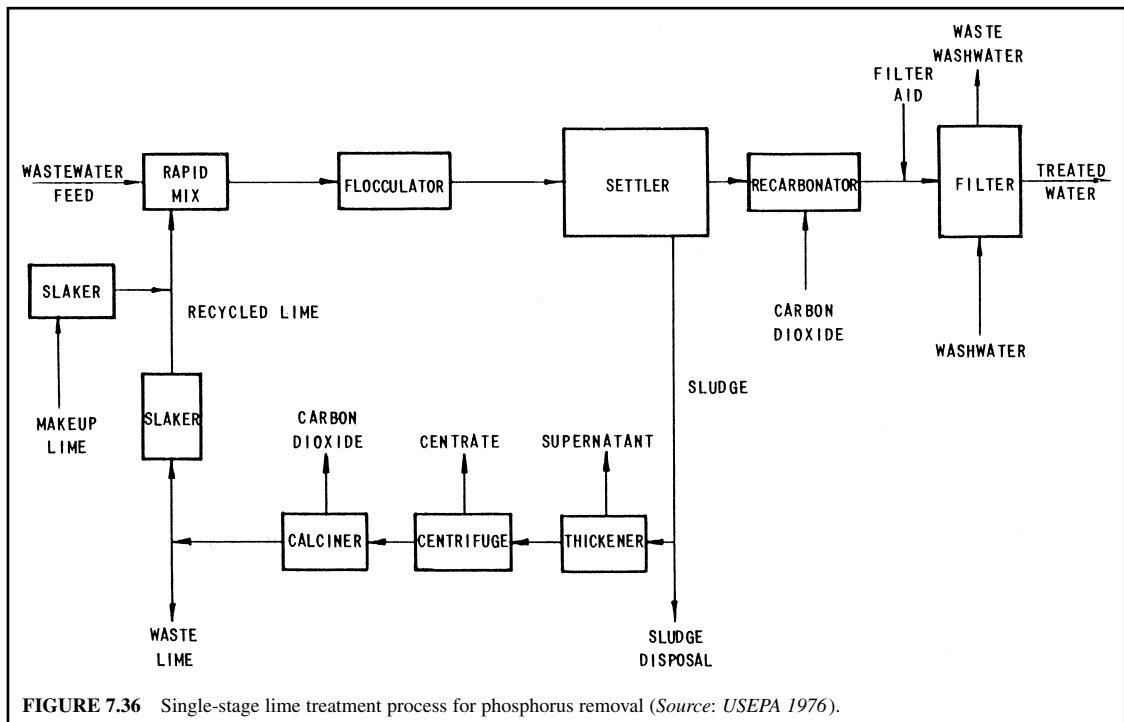 WASTE
WASHWATER
FILTER
AID
WASTEWATER
FEED
RAPID
MIX
FLOCCULATOR
SETTLER
RECARBONATOR
FILTER
TREATED
WATER
SLAKER
RECYCLED LIME
CARBON
DIOXIDE
WASHWATER
MAKEUP
LIME
SLAKER
SLUDGE
CARBON
DIOXIDE
CENTRATE
SUPERNATANT
CALCINER
CENTRIFUGE
THICKENER
WASTE
LIME
SLUDGE
DISPOSAL
FIGURE 7.36 Single-stage lime treatment process for phosphorus removal (Source: USEPA 1976).